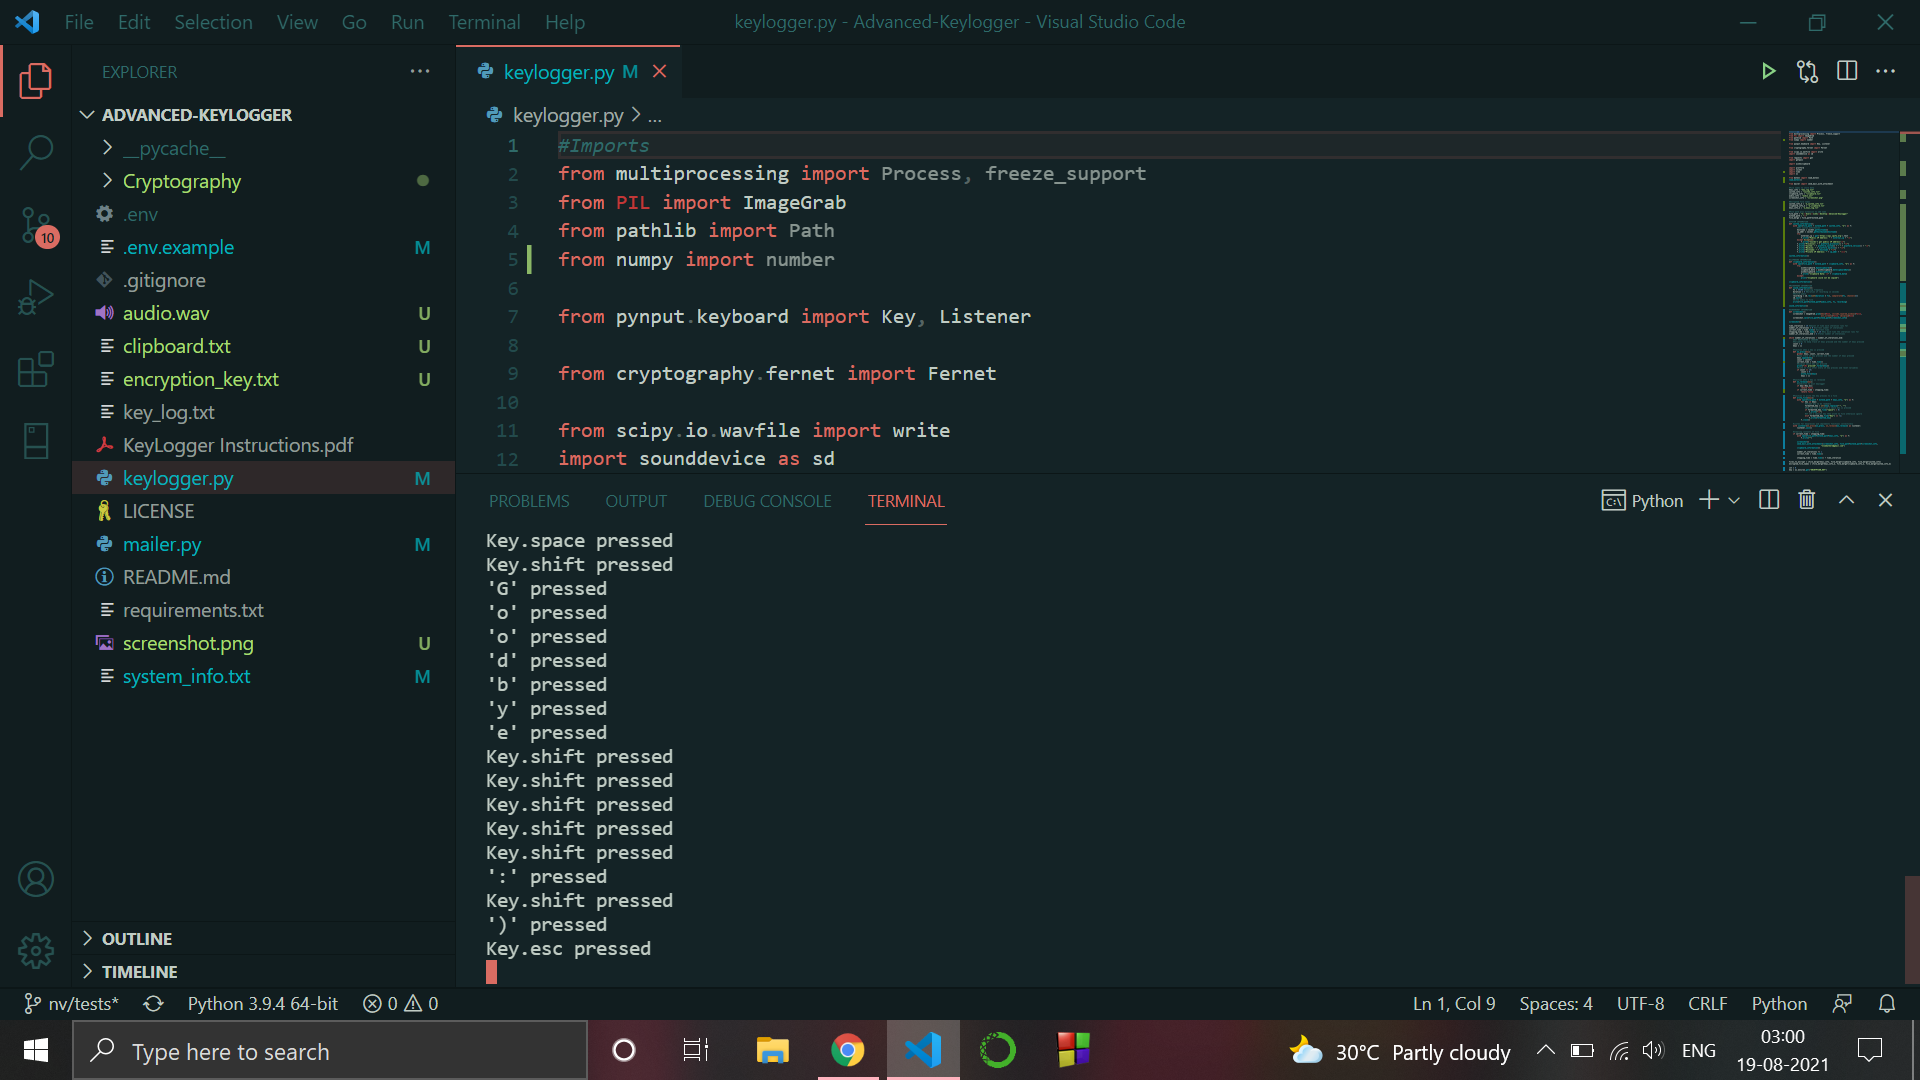 File Edit Selection View Go Run Terminal Help keylogger.py - Advanced-Keylogger - Visual Studio Code
EXPLORER
ADVANCED-KEYLOGGER
__pycache__
Cryptography
.env
.env.example M
.gitignore
audio.wav U
clipboard.txt U
encryption_key.txt U
key_log.txt
KeyLogger Instructions.pdf
keylogger.py M
LICENSE
mailer.py M
README.md
requirements.txt
screenshot.png U
system_info.txt M
OUTLINE
TIMELINE
10
keylogger.py M
keylogger.py > ...
1 #Imports
2 from multiprocessing import Process, freeze_support
3 from PIL import ImageGrab
4 from pathlib import Path
5 from numpy import number
6
7 from pynput.keyboard import Key, Listener
8
9 from cryptography.fernet import Fernet
10
11 from scipy.io.wavfile import write
12 import sounddevice as sd
PROBLEMS OUTPUT DEBUG CONSOLE TERMINAL Python
Key.space pressed
Key.shift pressed
'G' pressed
'o' pressed
'o' pressed
'd' pressed
'b' pressed
'y' pressed
'e' pressed
Key.shift pressed
Key.shift pressed
Key.shift pressed
Key.shift pressed
Key.shift pressed
':' pressed
Key.shift pressed
')' pressed
Key.esc pressed
nv/tests* Python 3.9.4 64-bit 0 0 Ln 1, Col 9 Spaces: 4 UTF-8 CRLF Python
Type here to search 30°C Partly cloudy ENG 03:00
19-08-2021